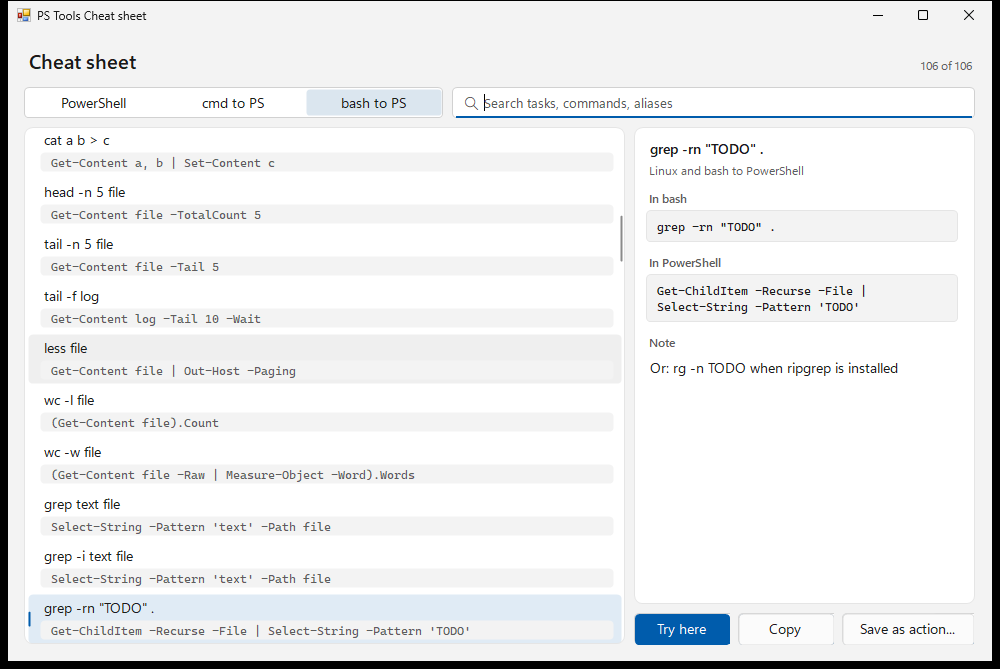 PS Tools Cheat sheet
Cheat sheet
106 of 106
PowerShell
cmd to PS
bash to PS
Search tasks, commands, aliases
cat a b > c
Get-Content a, b | Set-Content c
head -n 5 file
Get-Content file -TotalCount 5
tail -n 5 file
Get-Content file -Tail 5
tail -f log
Get-Content log -Tail 10 -Wait
less file
Get-Content file | Out-Host -Paging
wc -l file
(Get-Content file).Count
wc -w file
(Get-Content file -Raw | Measure-Object -Word).Words
grep text file
Select-String -Pattern 'text' -Path file
grep -i text file
Select-String -Pattern 'text' -Path file
grep -rn "TODO" .
Get-ChildItem -Recurse -File | Select-String -Pattern 'TODO'
grep -rn "TODO" .
Linux and bash to PowerShell
In bash
grep -rn "TODO" .
In PowerShell
Get-ChildItem -Recurse -File |
Select-String -Pattern 'TODO'
Note
Or: rg -n TODO when ripgrep is installed
Try here
Copy
Save as action...